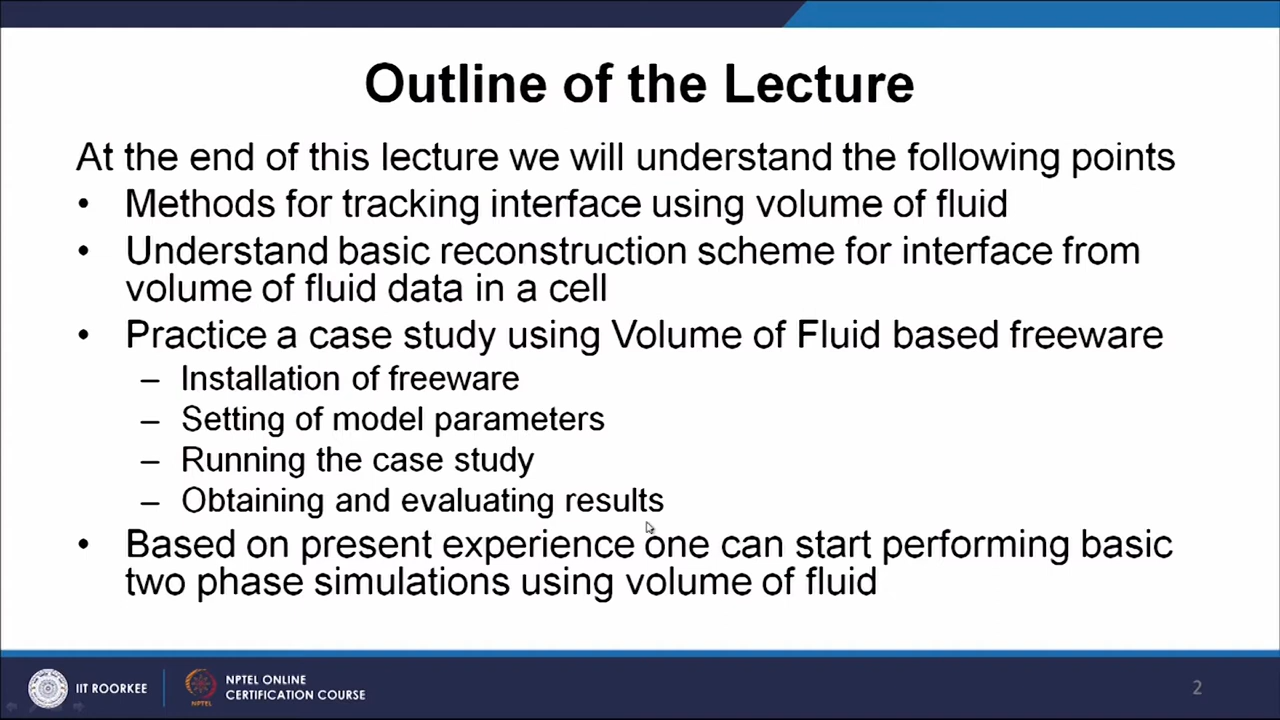 Outline of the Lecture
At the end of this lecture we will understand the following points
• Methods for tracking interface using volume of fluid
• Understand basic reconstruction scheme for interface from
volume of fluid data in a cell
• Practice a case study using Volume of Fluid based freeware
– Installation of freeware
– Setting of model parameters
– Running the case study
– Obtaining and evaluating results
• Based on present experience one can start performing basic
two phase simulations using volume of fluid
IIT ROORKEE
NPTEL
NPTEL ONLINE
CERTIFICATION COURSE
2